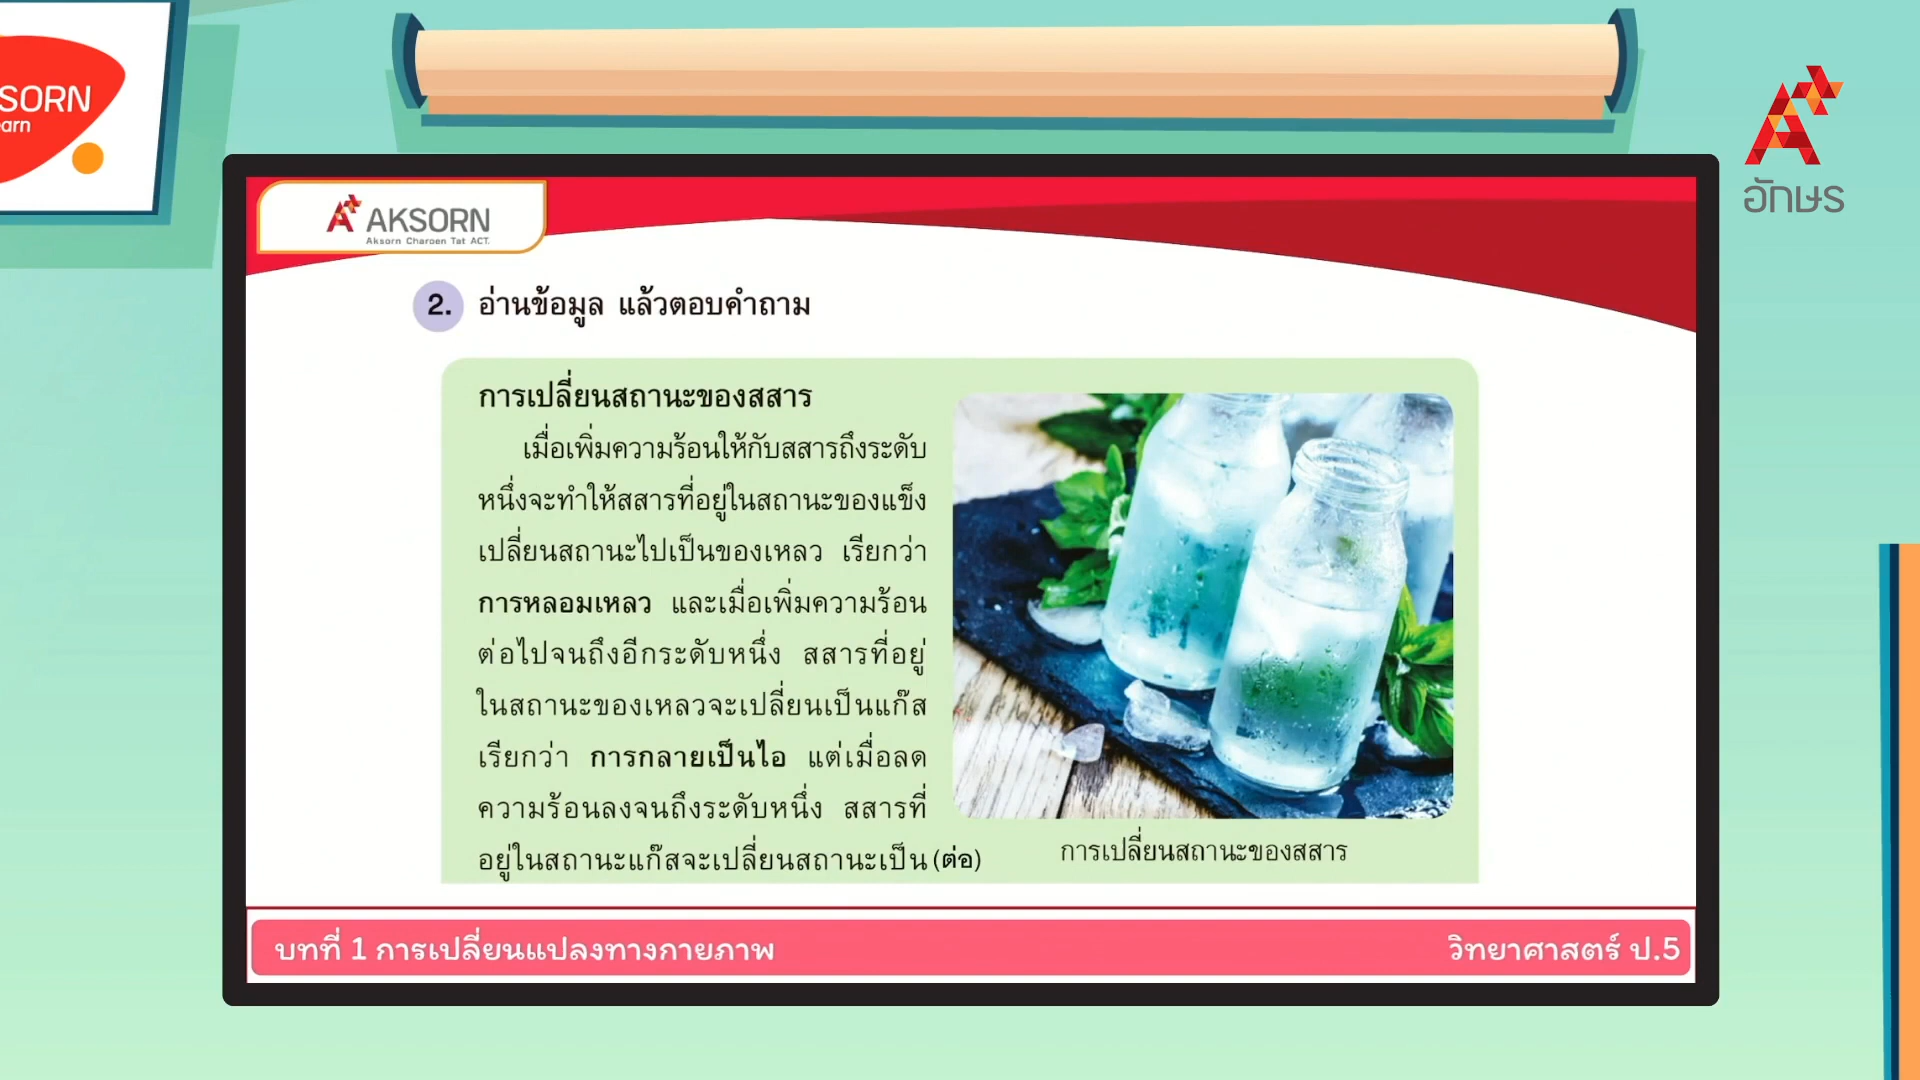 SORN
earn
อักษร
AKSORN
Aksorn Charoen Tat ACT.
2. อ่านข้อมูล แล้วตอบคำถาม
การเปลี่ยนสถานะของสสาร
เมื่อเพิ่มความร้อนให้กับสสารถึงระดับ
หนึ่งจะทำให้สสารที่อยู่ในสถานะของแข็ง
เปลี่ยนสถานะไปเป็นของเหลว เรียกว่า
การหลอมเหลว และเมื่อเพิ่มความร้อน
ต่อไปจนถึงอีกระดับหนึ่ง สสารที่อยู่
ในสถานะของเหลวจะเปลี่ยนเป็นแก๊ส
เรียกว่า การกลายเป็นไอ แต่เมื่อลด
ความร้อนลงจนถึงระดับหนึ่ง สสารที่
อยู่ในสถานะแก๊สจะเปลี่ยนสถานะเป็น (ต่อ)
การเปลี่ยนสถานะของสสาร
บทที่ 1 การเปลี่ยนแปลงทางกายภาพ
วิทยาศาสตร์ ป.5